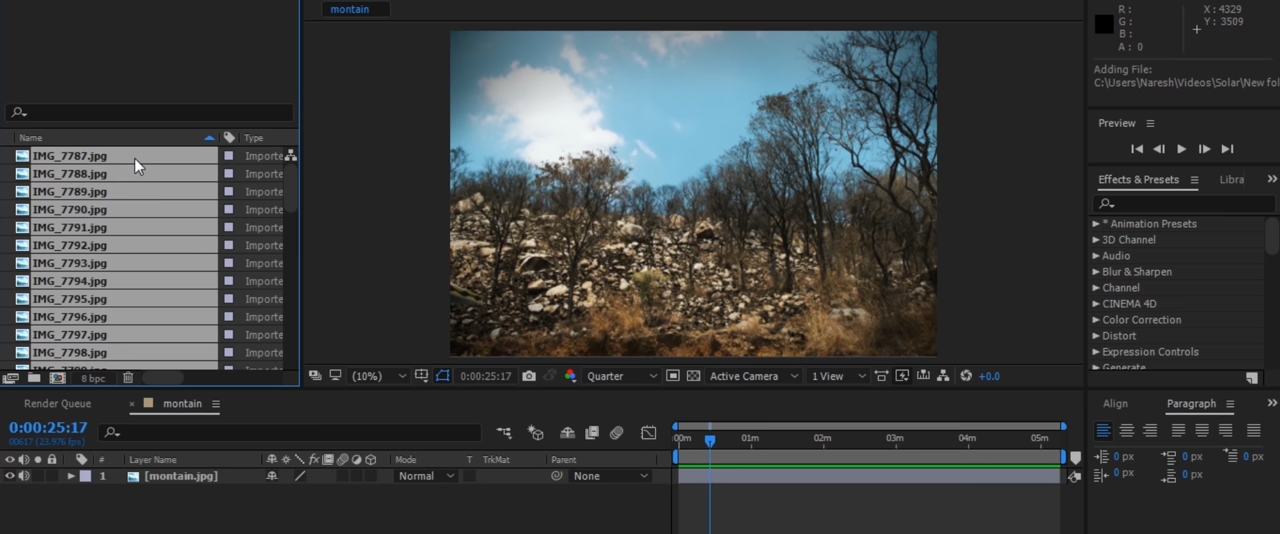 montain
R :
G :
B :
A : 0
X : 4329
Y : 3509
Adding File:
C:\Users\Naresh\Videos\Solar\New fol
Preview
Effects & Presets
Libra
* Animation Presets
3D Channel
Audio
Blur & Sharpen
Channel
CINEMA 4D
Color Correction
Distort
Expression Controls
Generate
Name
Type
IMG_7787.jpg
Importe
IMG_7788.jpg
Importe
IMG_7789.jpg
Importe
IMG_7790.jpg
Importe
IMG_7791.jpg
Importe
IMG_7792.jpg
Importe
IMG_7793.jpg
Importe
IMG_7794.jpg
Importe
IMG_7795.jpg
Importe
IMG_7796.jpg
Importe
IMG_7797.jpg
Importe
IMG_7798.jpg
Importe
8 bpc
(10%)
0:00:25:17
Quarter
Active Camera
1 View
+0.0
Render Queue
montain
0:00:25:17
00617 (23.976 fps)
#
Layer Name
Mode
T
TrkMat
Parent
1
[montain.jpg]
Normal
None
:00m
01m
02m
03m
04m
05m
Align
Paragraph
0 px
0 px
0 px
0 px
0 px